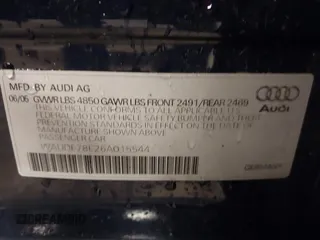 MFD. BY AUDI AG
06/06 GVWR LBS 4850 GAWR LBS FRONT 2491/REAR 2469
THIS VEHICLE CONFORMS TO ALL APPLICABLE
FEDERAL MOTOR VEHICLE SAFETY, BUMPER AND THEFT
PREVENTION STANDARDS IN EFFECT ON THE DATE OF
MANUFACTURE SHOWN ABOVE
PASSENGER CAR
Audi